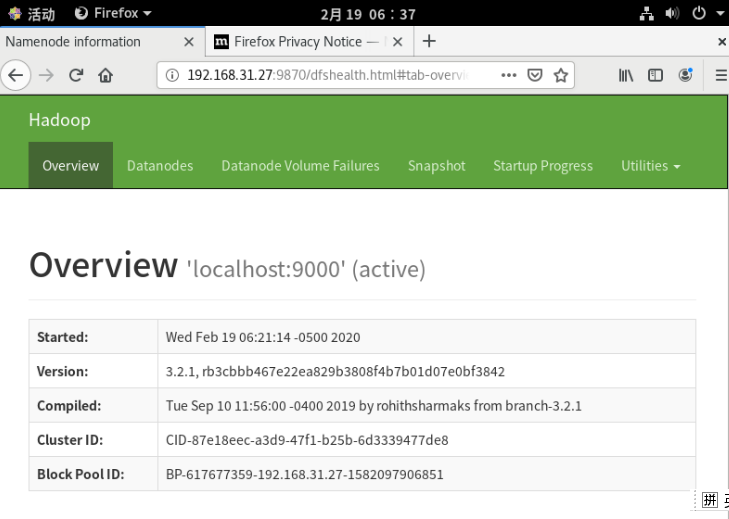 活动 Firefox 2月 19 06：37
Namenode information Firefox Privacy Notice —
192.168.31.27:9870/dfshealth.html#tab-overvi
Hadoop
Overview Datanodes Datanode Volume Failures Snapshot Startup Progress Utilities
Overview 'localhost:9000' (active)
Started: Wed Feb 19 06:21:14 -0500 2020
Version: 3.2.1, rb3cbbb467e22ea829b3808f4b7b01d07e0bf3842
Compiled: Tue Sep 10 11:56:00 -0400 2019 by rohithsharmaks from branch-3.2.1
Cluster ID: CID-87e18eec-a3d9-47f1-b25b-6d3339477de8
Block Pool ID: BP-617677359-192.168.31.27-1582097906851
拼